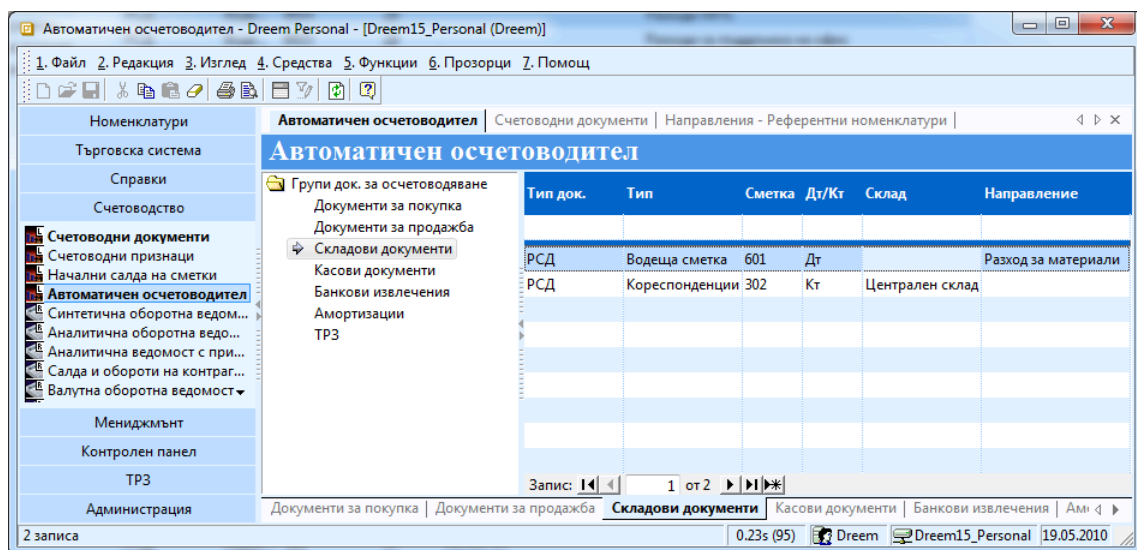 Автоматичен осчетоводител - Dreem Personal - [Dreem15_Personal (Dreem)]
1. Файл 2. Редакция 3. Изглед 4. Средства 5. Функции 6. Прозорци 7. Помощ
Номенклатури
Търговска система
Справки
Счетоводство
Счетоводни документи
Счетоводни признаци
Начални салда на сметки
Автоматичен осчетоводител
Синтетична оборотна ведом...
Аналитична оборотна ведо...
Аналитична ведомост с при...
Салда и обороти на контраг...
Валутна оборотна ведомост
Мениджмънт
Контролен панел
ТРЗ
Администрация
Автоматичен осчетоводител | Счетоводни документи | Направления - Референтни номенклатури |
Автоматичен осчетоводител
Групи док. за осчетоводяване
Документи за покупка
Документи за продажба
Складови документи
Касови документи
Банкови извлечения
Амортизации
ТРЗ
Тип док. Тип Сметка Дт/Кт Склад Направление
РСД Водеща сметка 601 Дт Разход за материали
РСД Кореспонденции 302 Кт Централен склад
Запис: 1 от 2
Документи за покупка | Документи за продажба Складови документи Касови документи | Банкови извлечения | Ам
2 записа 0.23s (95) Dreem Dreem15_Personal 19.05.2010